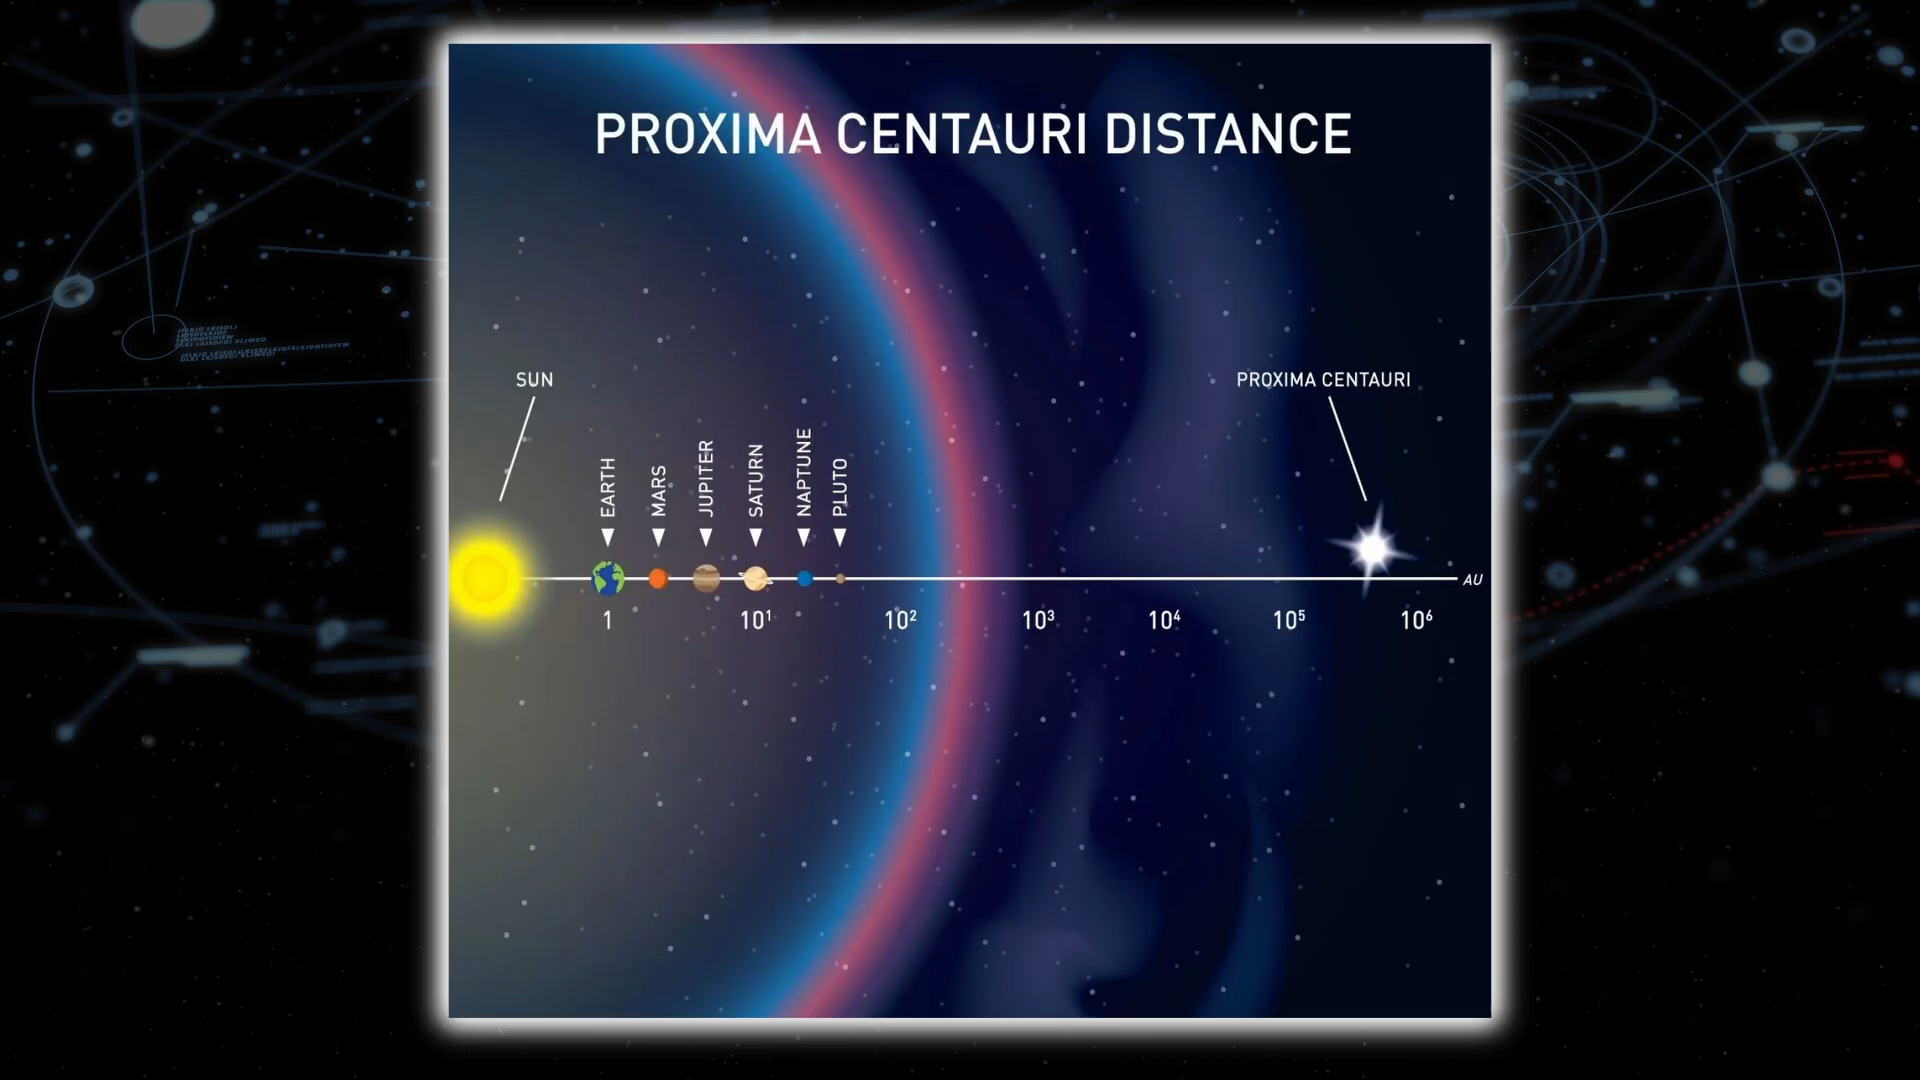 PROXIMA CENTAURI DISTANCE
SUN
PROXIMA CENTAURI
EARTH
MARS
JUPITER
SATURN
NAPTUNE
PLUTO
AU
1
10¹
10²
10³
10⁴
10⁵
10⁶